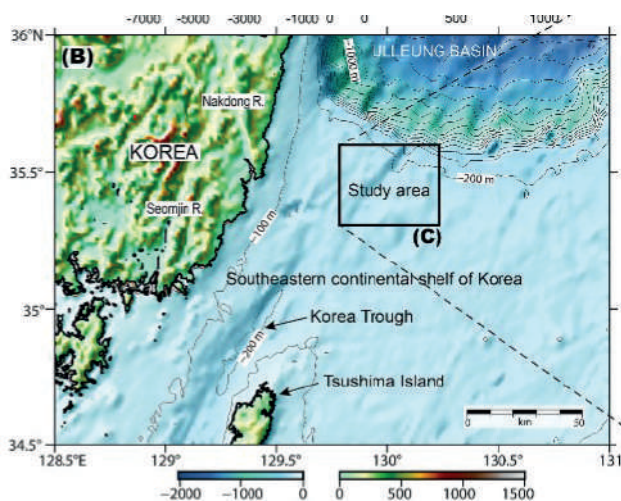 -7000 -5000 -3000 -2000 -1000 0 0 500 1000
36°N
(B)
ULLEUNG BASIN
-1000 m
Nakdong R.
KOREA
35.5°
Study area
-200 m
Seomjin R.
-100 m
(C)
Southeastern continental shelf of Korea
35°
Korea Trough
-200 m
Tsushima Island
0 km 50
34.5°
128.5°E 129° 129.5° 130° 130.5° 131°
-2000 -1000 0 0 500 1000 1500